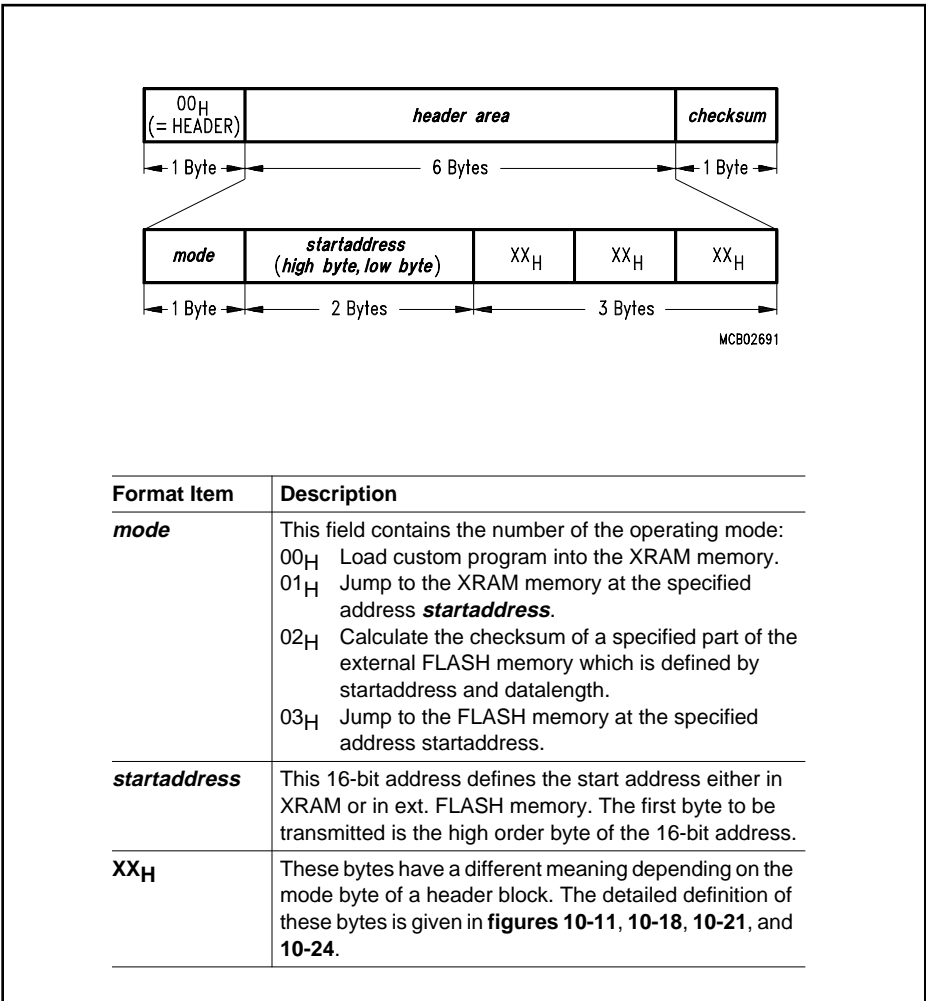 00H header area checksum
(= HEADER)
1 Byte 6 Bytes 1 Byte
mode startaddress XXH XXH XXH
(high byte, low byte)
1 Byte 2 Bytes 3 Bytes
MCB02691
Format Item Description
mode This field contains the number of the operating mode:
00H Load custom program into the XRAM memory.
01H Jump to the XRAM memory at the specified
address startaddress.
02H Calculate the checksum of a specified part of the
external FLASH memory which is defined by
startaddress and datalength.
03H Jump to the FLASH memory at the specified
address startaddress.
startaddress This 16-bit address defines the start address either in
XRAM or in ext. FLASH memory. The first byte to be
transmitted is the high order byte of the 16-bit address.
XXH These bytes have a different meaning depending on the
mode byte of a header block. The detailed definition of
these bytes is given in figures 10-11, 10-18, 10-21, and
10-24.